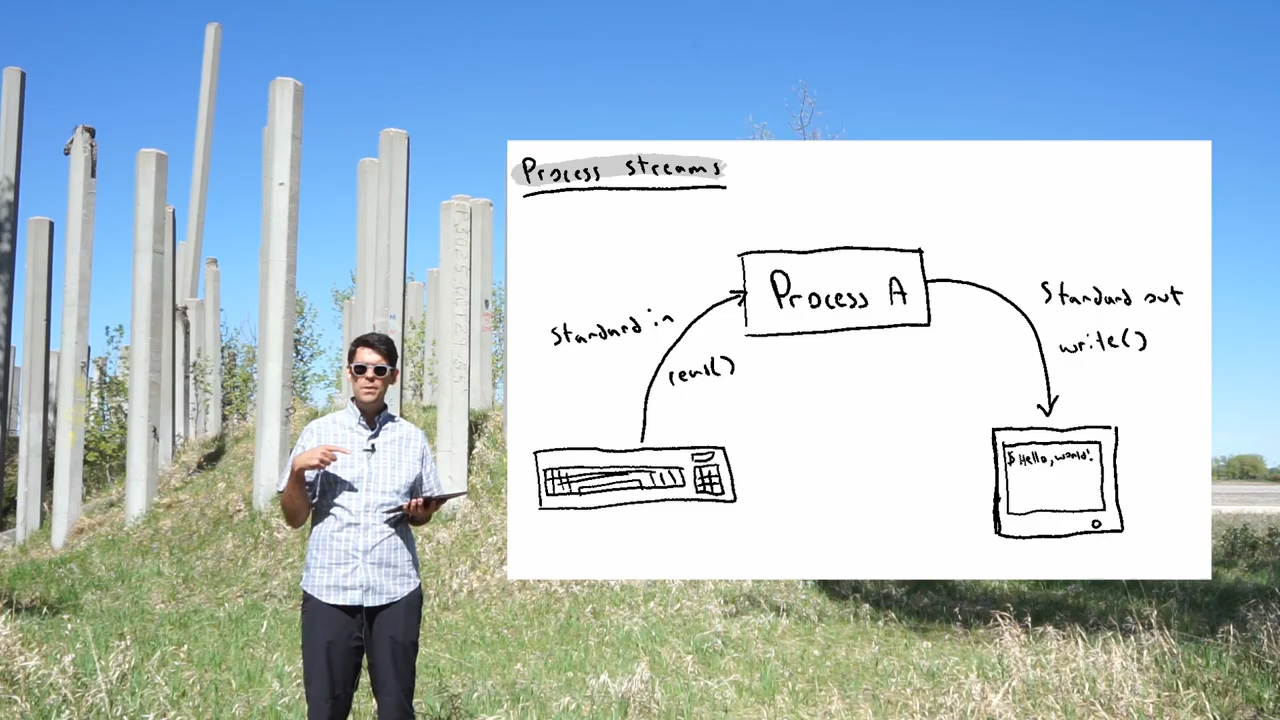 Process streams
Process A
Standard in
read()
Standard out
write()
$ Hello, world!